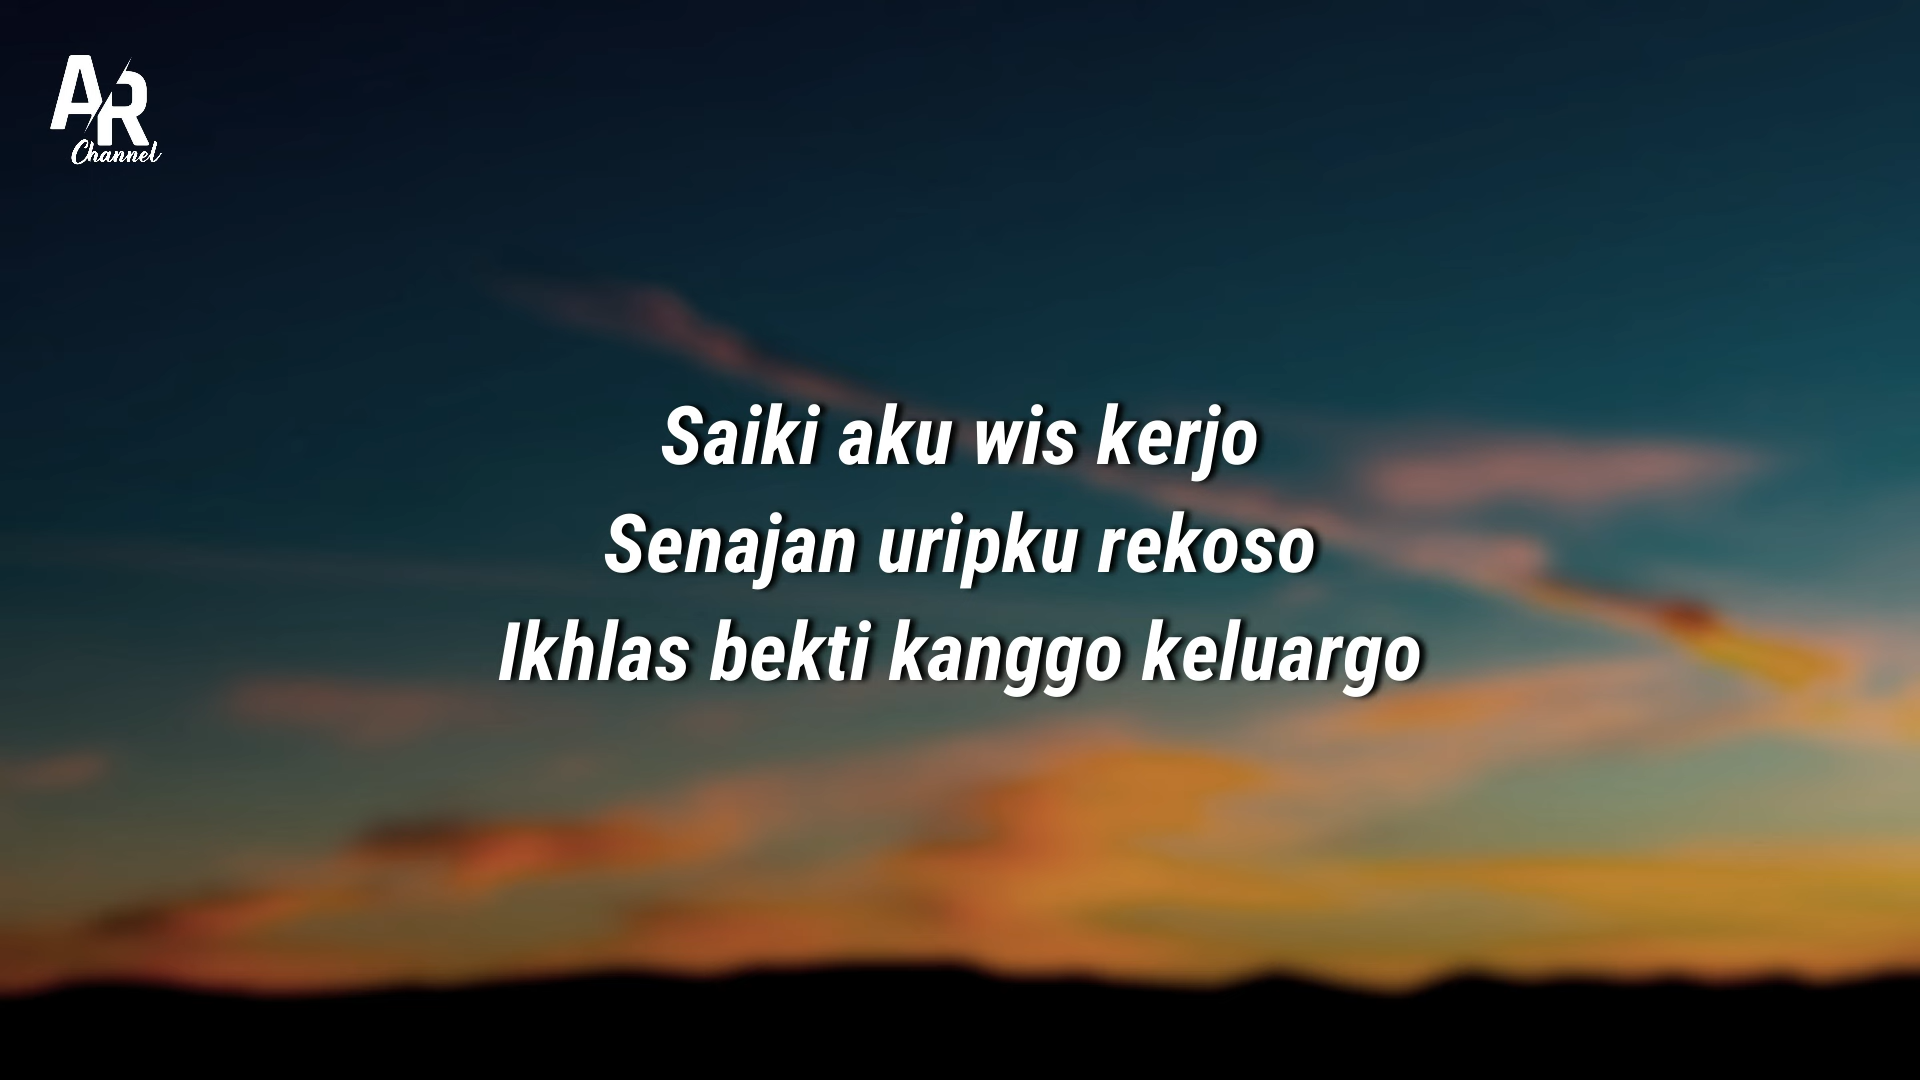 AR
Channel
Saiki aku wis kerjo
Senajan uripku rekoso
Ikhlas bekti kanggo keluargo